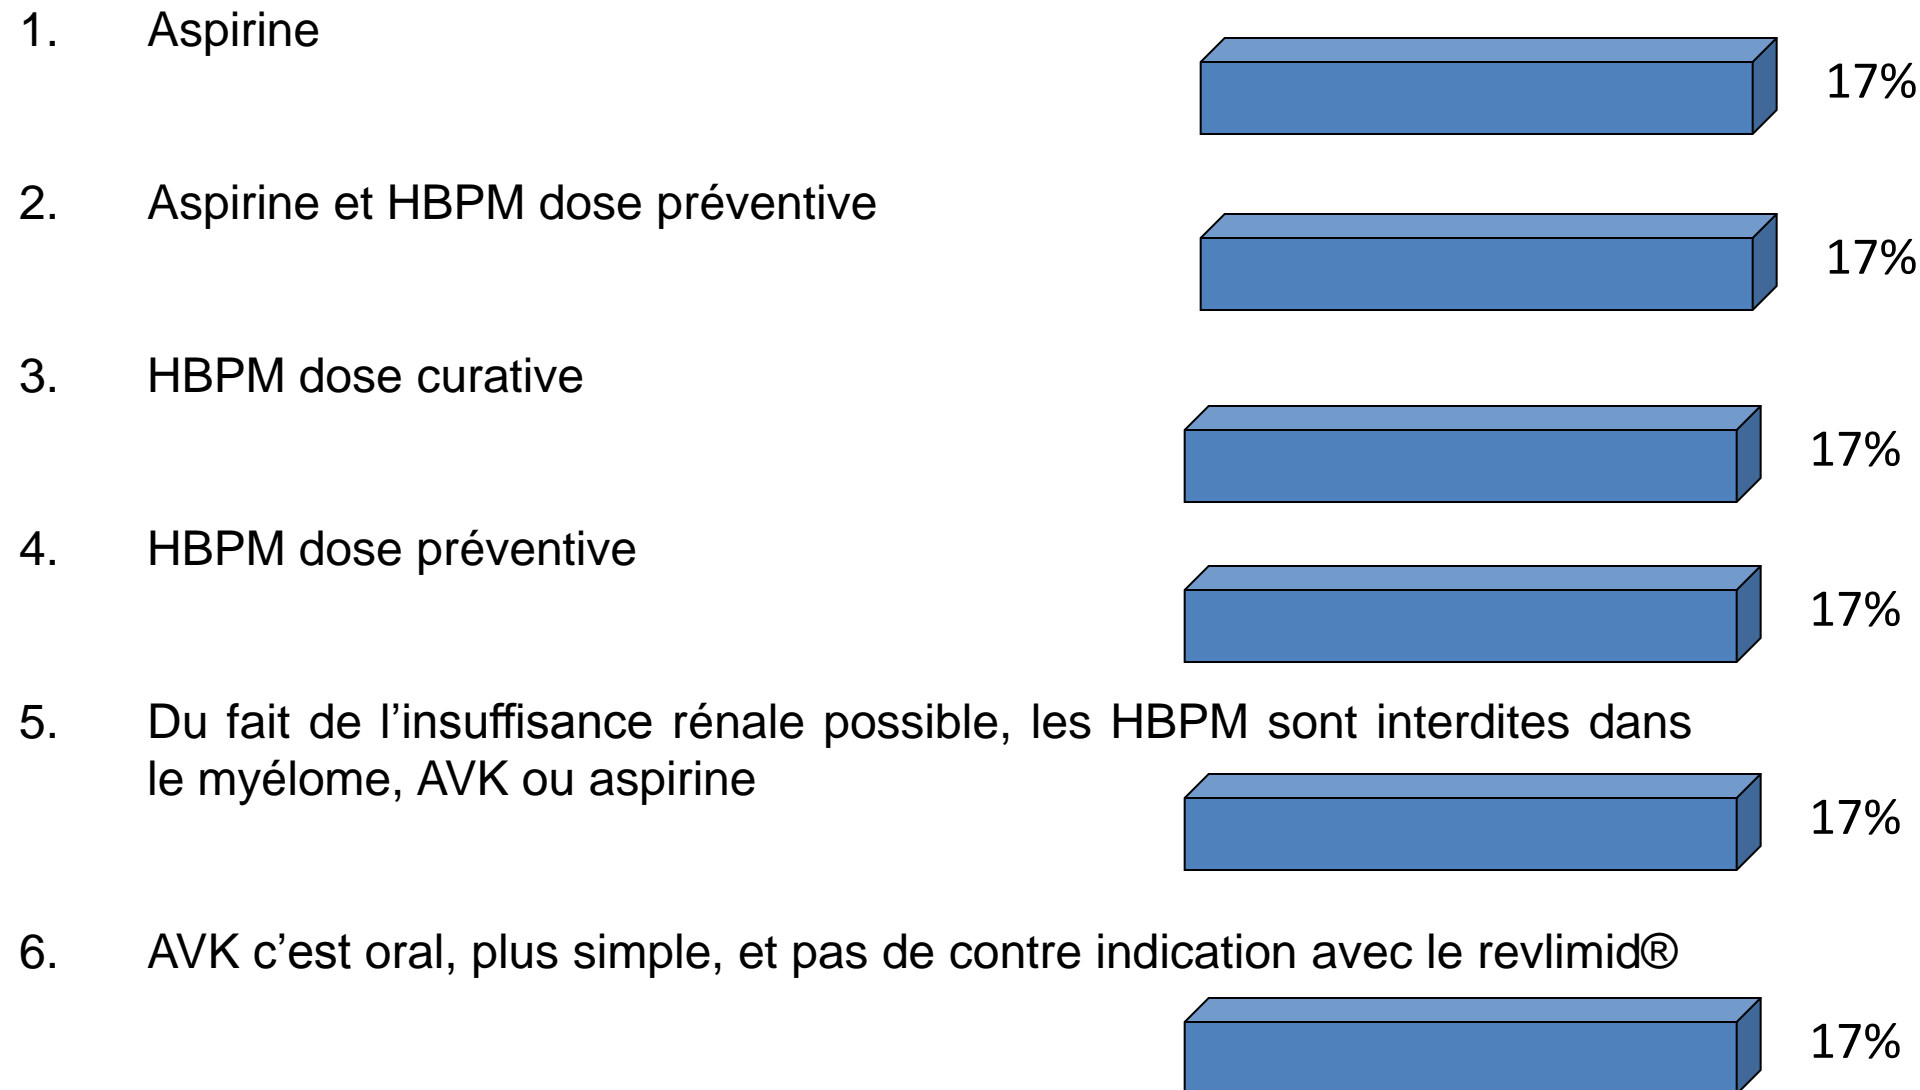 1. Aspirine
17%
2. Aspirine et HBPM dose préventive
17%
3. HBPM dose curative
17%
4. HBPM dose préventive
17%
5. Du fait de l’insuffisance rénale possible, les HBPM sont interdites dans
le myélome, AVK ou aspirine
17%
6. AVK c’est oral, plus simple, et pas de contre indication avec le revlimid®
17%